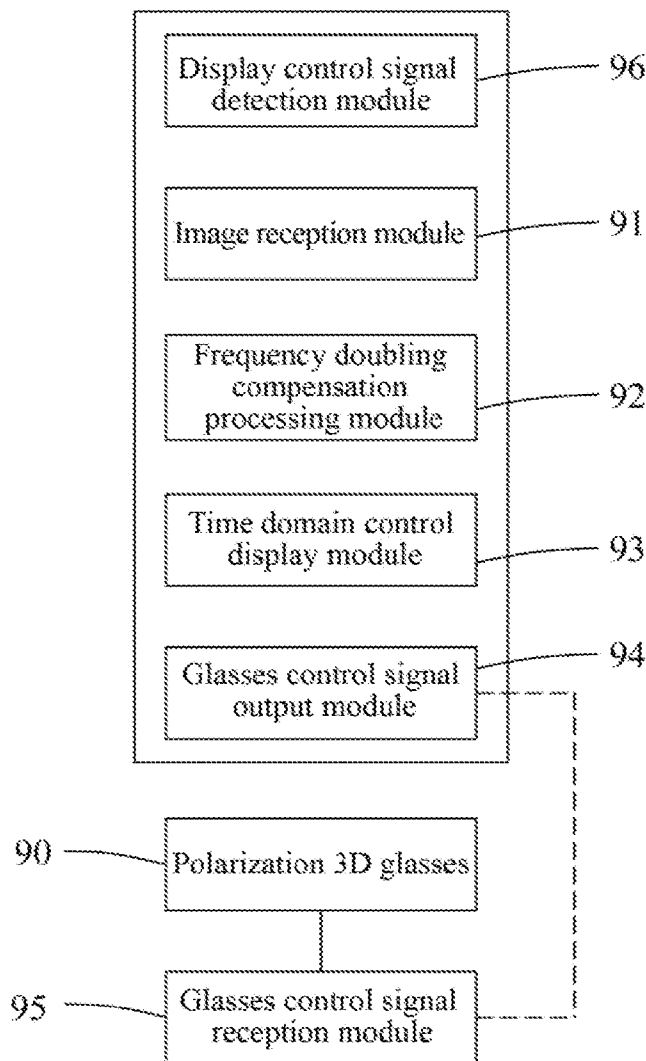 Display control signal
detection module
96
Image reception module
91
Frequency doubling
compensation
processing module
92
Time domain control
display module
93
Glasses control signal
output module
94
90
Polarization 3D glasses
95
Glasses control signal
reception module